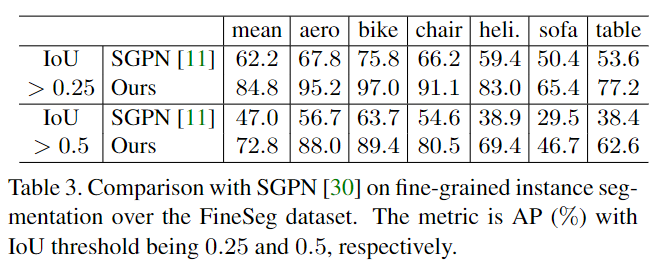 mean aero bike chair heli. sofa table
IoU SGPN [11] 62.2 67.8 75.8 66.2 59.4 50.4 53.6
> 0.25 Ours 84.8 95.2 97.0 91.1 83.0 65.4 77.2
IoU SGPN [11] 47.0 56.7 63.7 54.6 38.9 29.5 38.4
> 0.5 Ours 72.8 88.0 89.4 80.5 69.4 46.7 62.6
Table 3. Comparison with SGPN [30] on fine-grained instance seg-
mentation over the FineSeg dataset. The metric is AP (%) with
IoU threshold being 0.25 and 0.5, respectively.